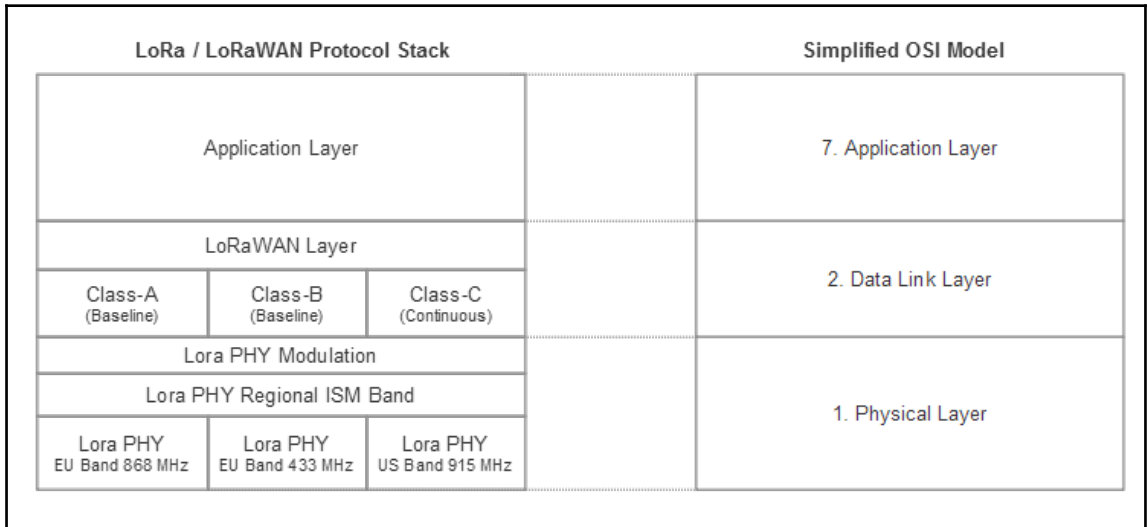 LoRa / LoRaWAN Protocol Stack
Simplified OSI Model
Application Layer
7. Application Layer
LoRaWAN Layer
2. Data Link Layer
Class-A
(Baseline)
Class-B
(Baseline)
Class-C
(Continuous)
Lora PHY Modulation
Lora PHY Regional ISM Band
1. Physical Layer
Lora PHY
EU Band 868 MHz
Lora PHY
EU Band 433 MHz
Lora PHY
US Band 915 MHz